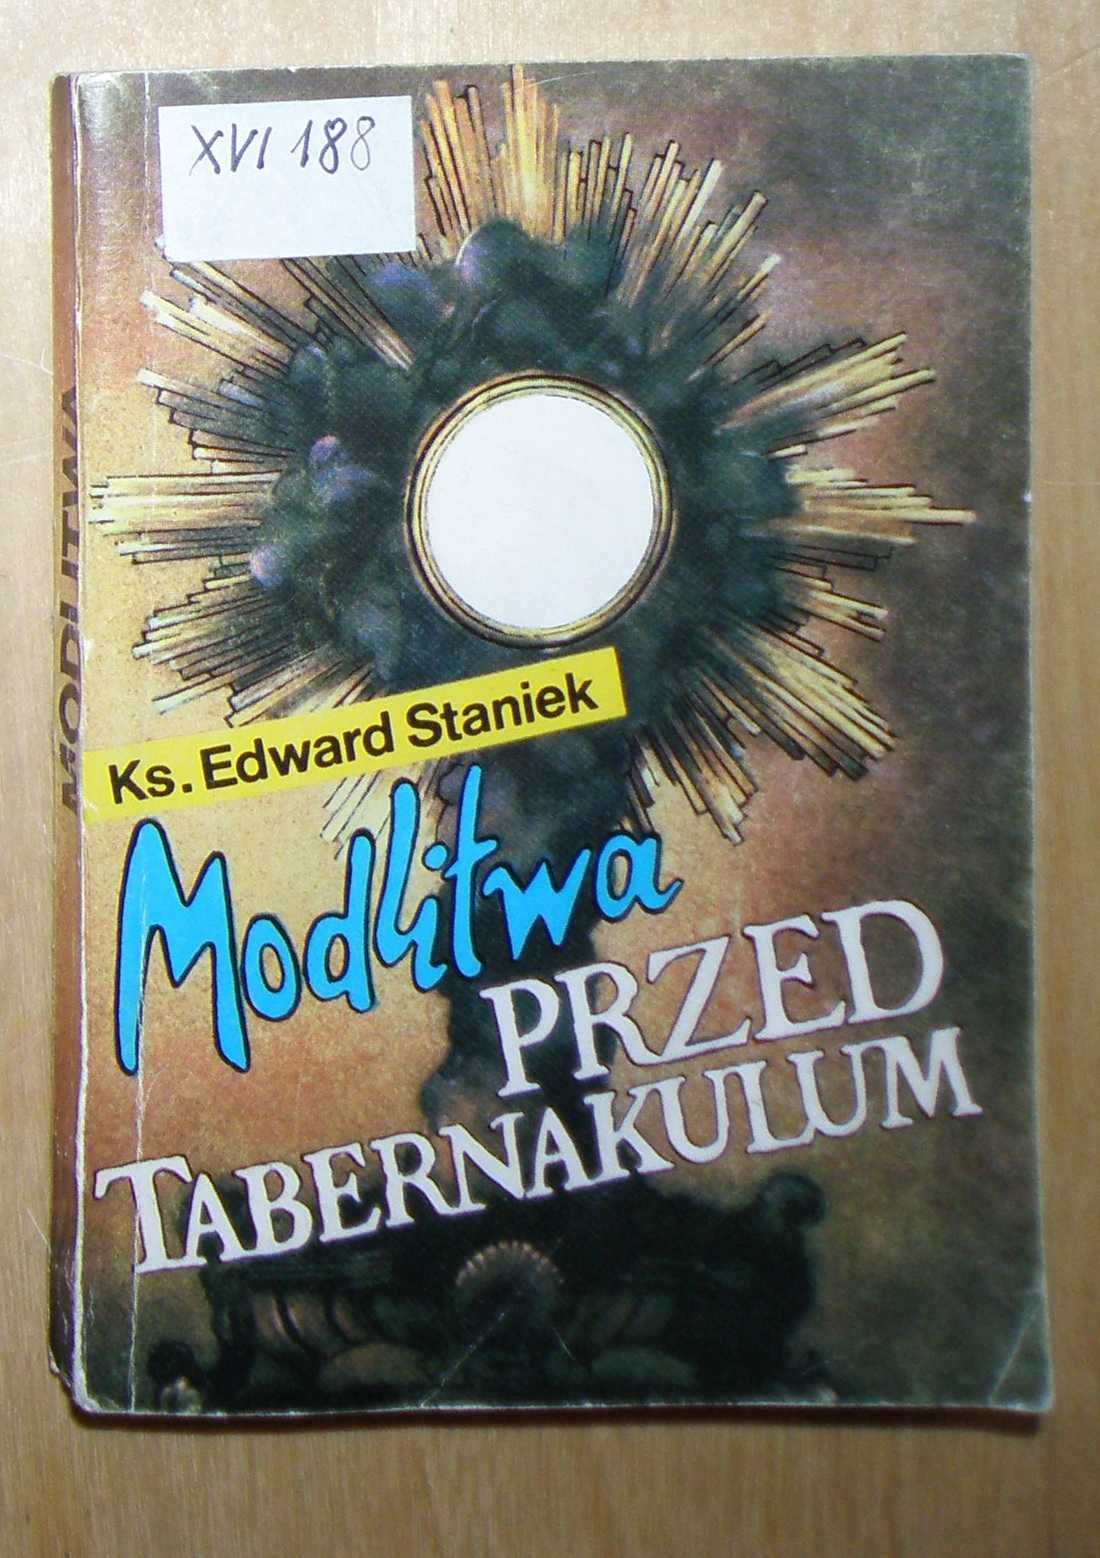 XVI 188
Ks. Edward Staniek
Modlitwa
PRZED
TABERNAKULUM
MODLITWA